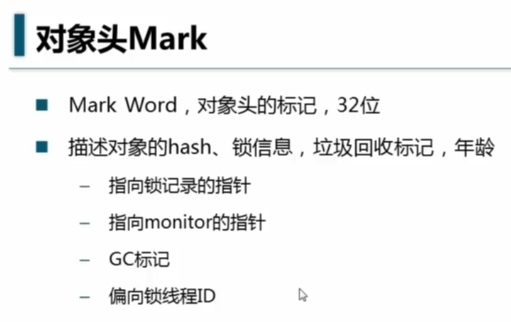 对象头Mark
Mark Word，对象头的标记，32位
描述对象的hash、锁信息，垃圾回收标记，年龄
– 指向锁记录的指针
– 指向monitor的指针
– GC标记
– 偏向锁线程ID